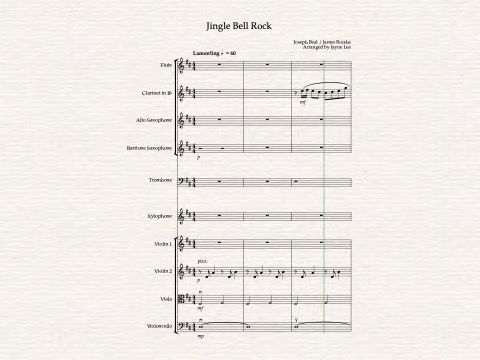 Jingle Bell Rock
Joseph Beal / James Boothe
Arranged by Jayne Lee
Lamenting ♩ = 60
Flute
Clarinet in B♭
mf
Alto Saxophone
Baritone Saxophone
p
Trombone
Xylophone
Violin 1
pizz.
Violin 2
p
Viola
mf
Violoncello
mp